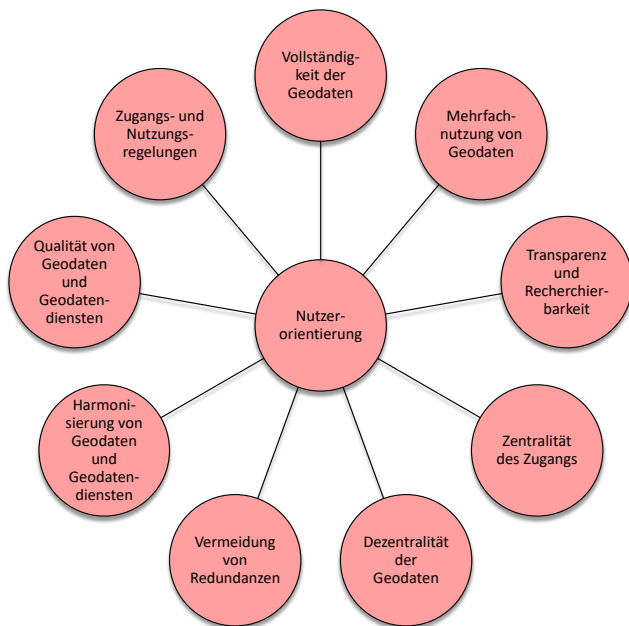 Vollständig-
keit der
Geodaten
Mehrfach-
nutzung von
Geodaten
Transparenz
und
Recherchier-
barkeit
Zentralität
des Zugangs
Dezentralität
der
Geodaten
Vermeidung
von
Redundanzen
Harmoni-
sierung von
Geodaten
und
Geodaten-
diensten
Qualität von
Geodaten
und
Geodaten-
diensten
Zugangs- und
Nutzungs-
regelungen
Nutzer-
orientierung